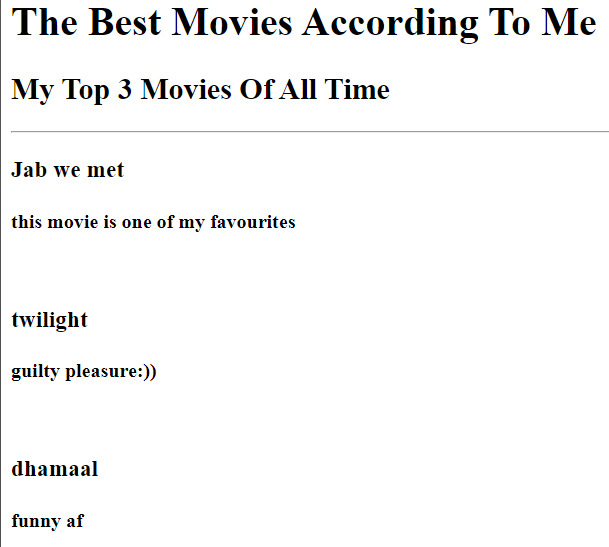 The Best Movies According To Me
My Top 3 Movies Of All Time
Jab we met
this movie is one of my favourites
twilight
guilty pleasure:))
dhamaal
funny af